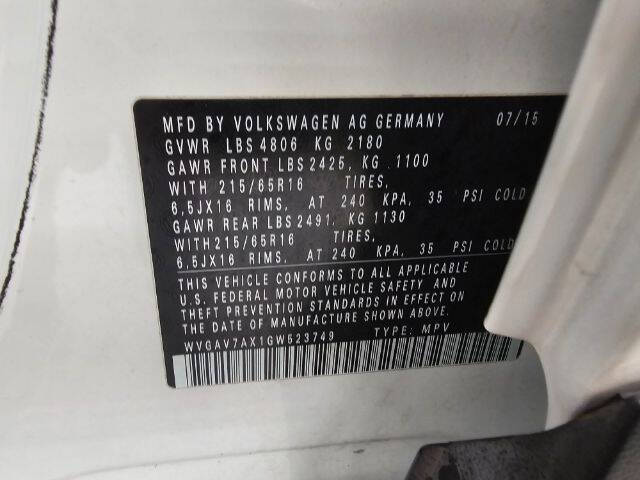 MFD BY VOLKSWAGEN AG GERMANY 07/15
GVWR LBS 4806 KG 2180
GAWR FRONT LBS 2425, KG .1100
WITH 215/65R16 TIRES,
6,5JX16 RIMS, AT 240 KPA, 35 PSI COLD
GAWR REAR LBS 2491, KG 1130
WITH 215/65R16 TIRES,
6,5JX16 RIMS, AT 240 KPA, 35 PSI COLD
THIS VEHICLE CONFORMS TO ALL APPLICABLE
U.S. FEDERAL MOTOR VEHICLE SAFETY AND
THEFT PREVENTION STANDARDS IN EFFECT ON
THE DATE OF MANUFACTURE SHOWN ABOVE.
WVGAV7AX1GW523749 TYPE: MPV